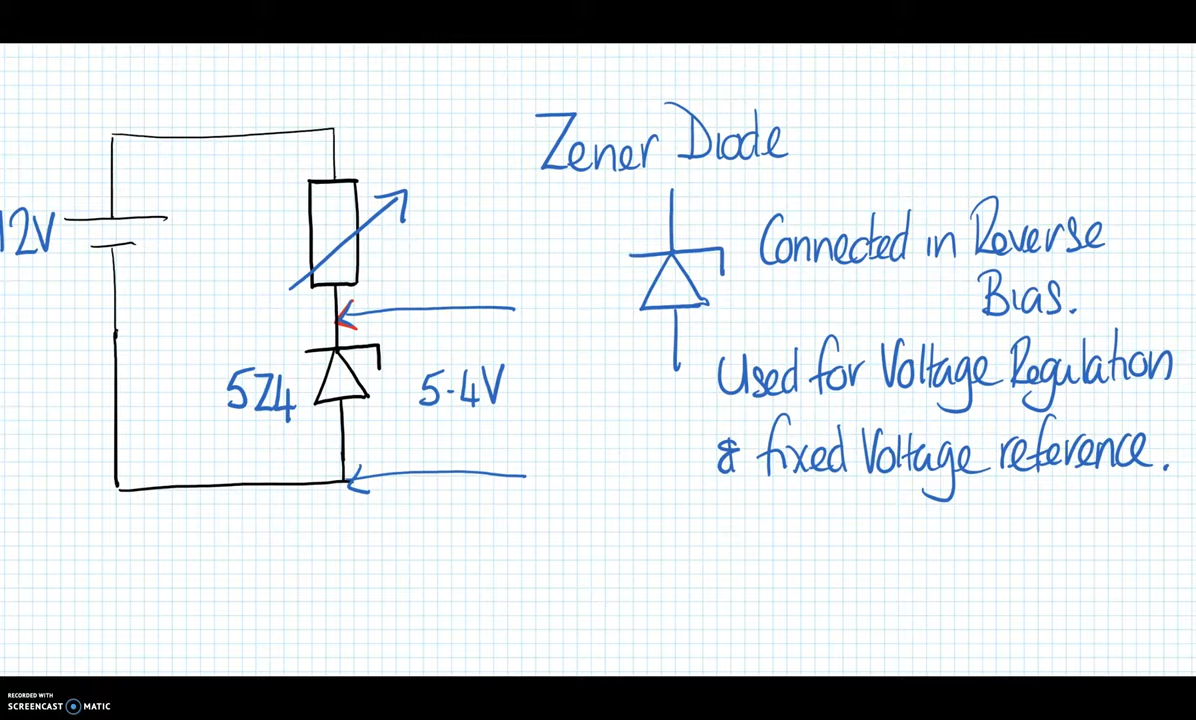 Zener Diode
12V
Connected in Reverse
Bias.
5Z4
5.4V
Used for Voltage Regulation
& fixed Voltage reference.
RECORDED WITH
SCREENCAST MATIC